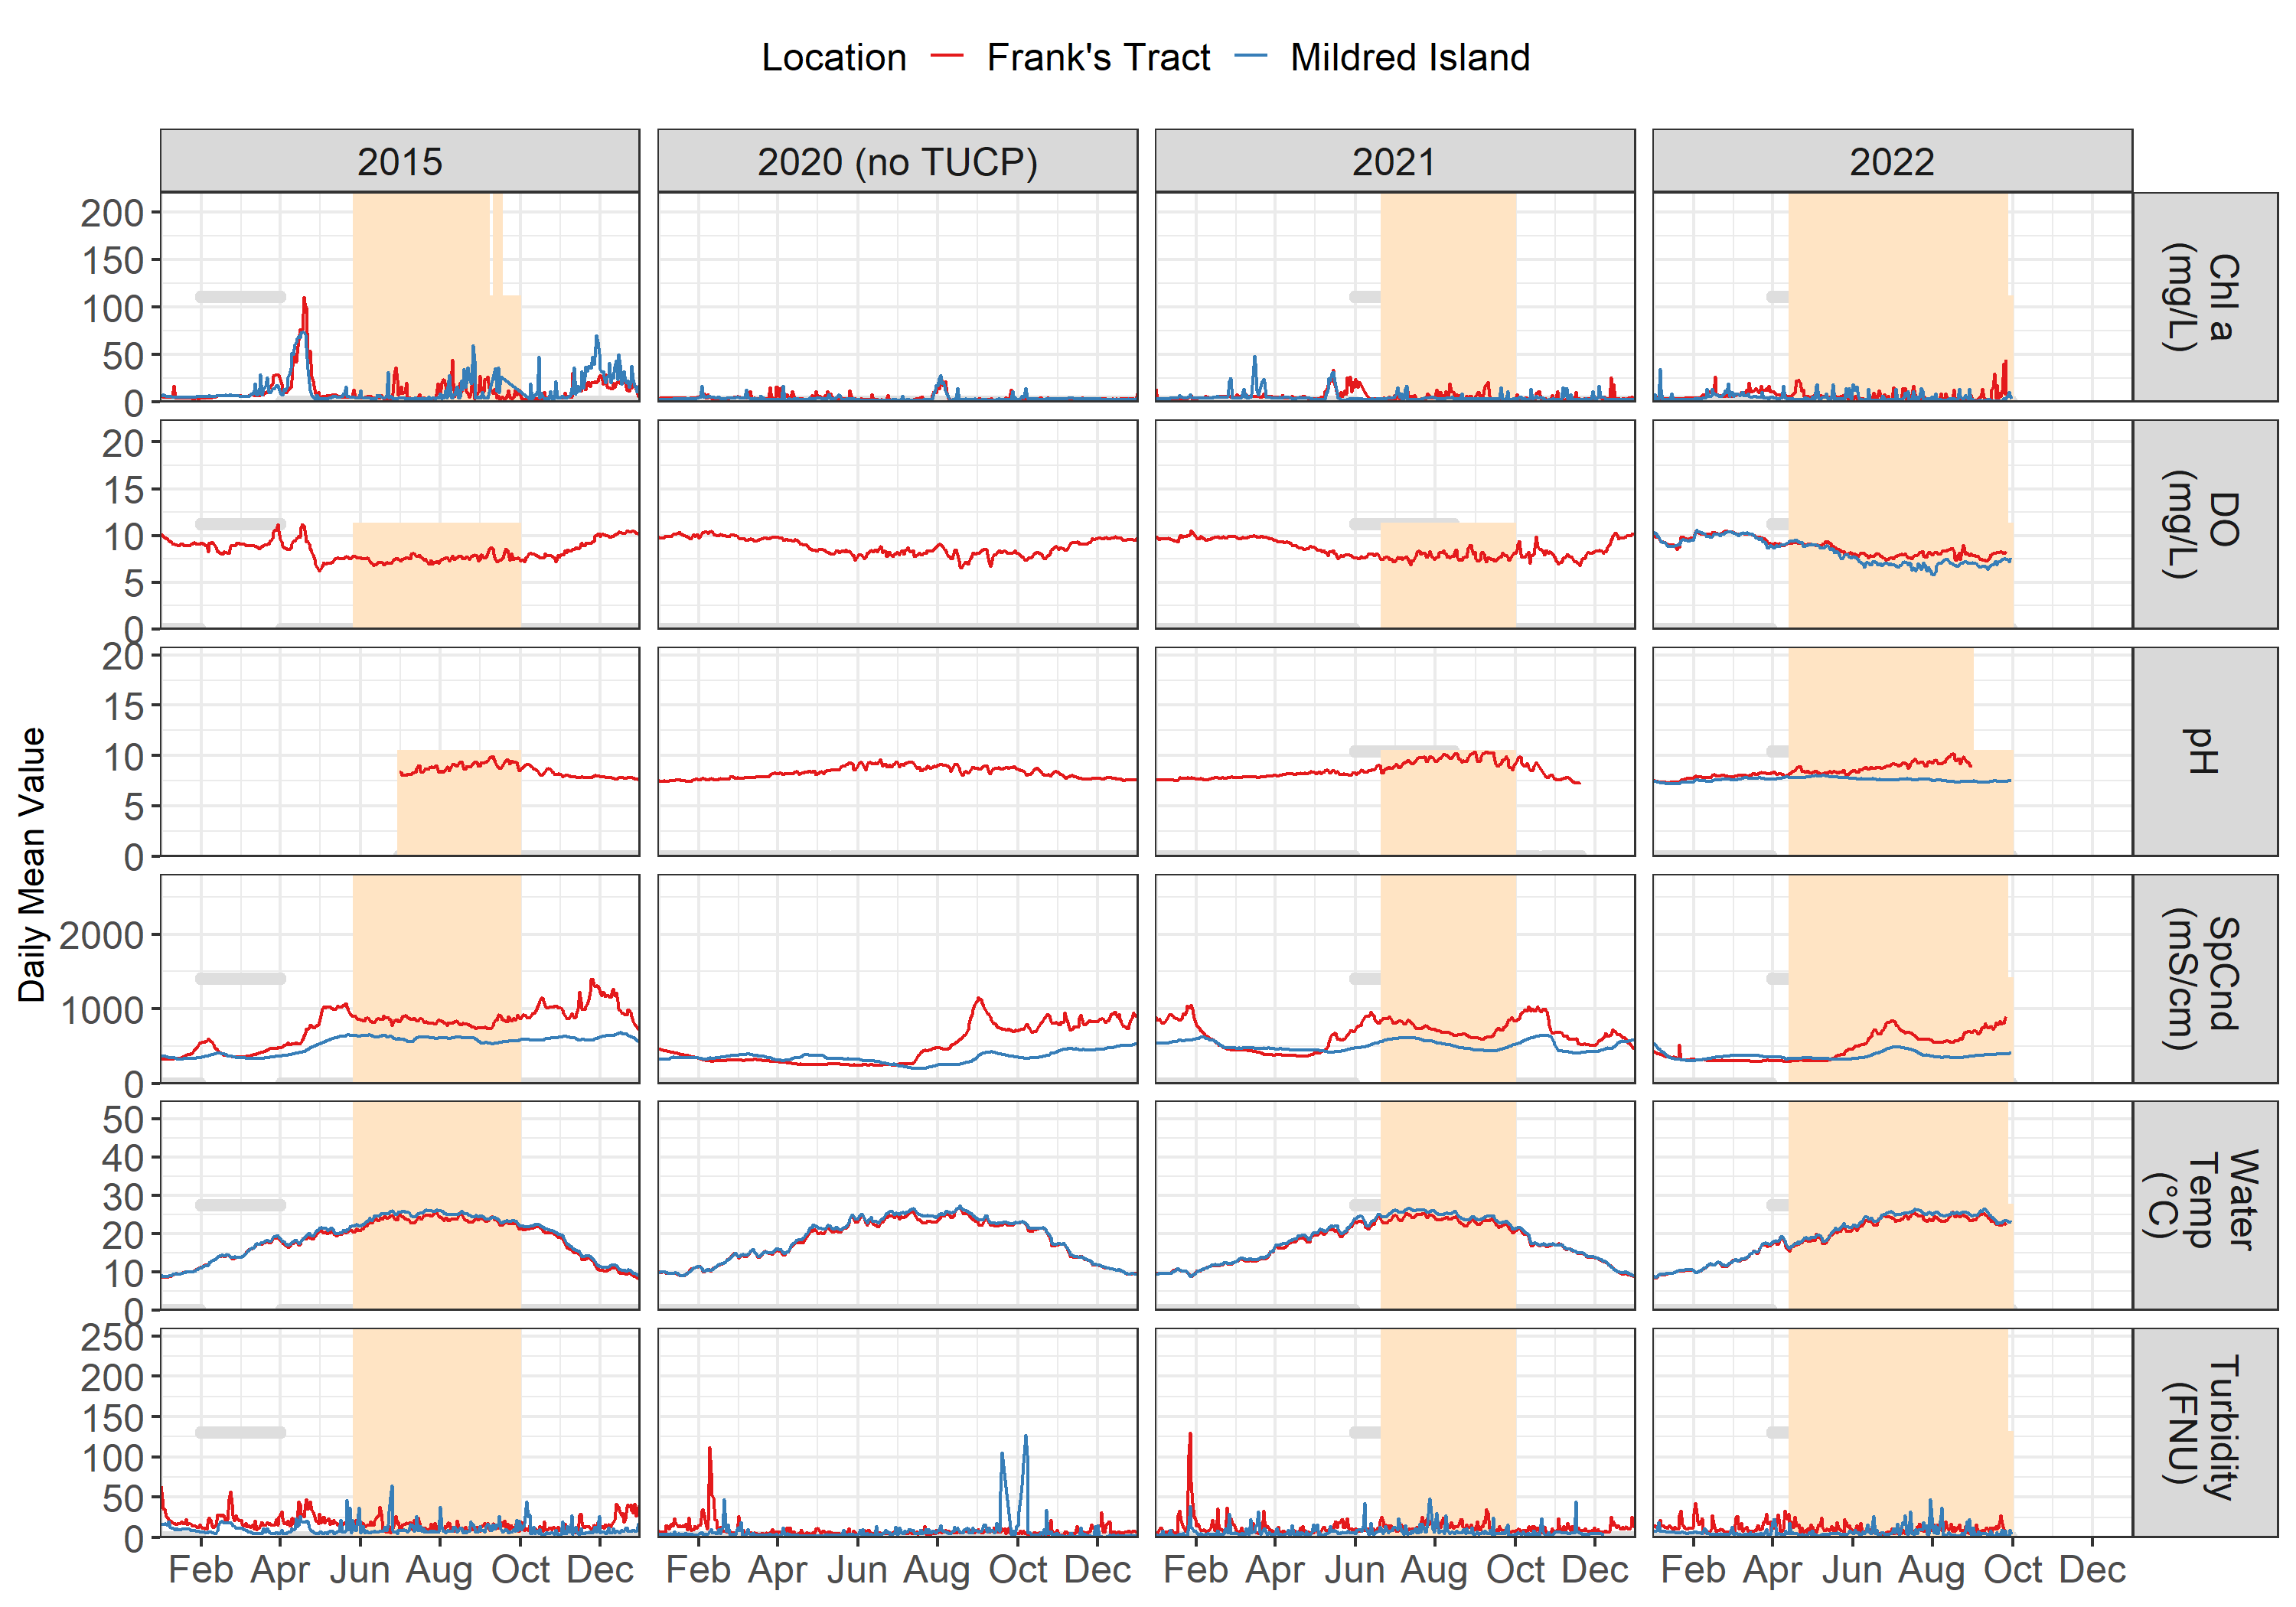 Location Frank's Tract Mildred Island
2015 2020 (no TUCP) 2021 2022
200
150
100
50
0
Chl a
(mg/L)
20
15
10
5
0
DO
(mg/L)
20
15
10
5
0
pH
Daily Mean Value
2000
1000
0
SpCnd
(mS/cm)
50
40
30
20
10
0
Water
Temp
(°C)
250
200
150
100
50
0
Turbidity
(FNU)
Feb Apr Jun Aug Oct Dec Feb Apr Jun Aug Oct Dec Feb Apr Jun Aug Oct Dec Feb Apr Jun Aug Oct Dec